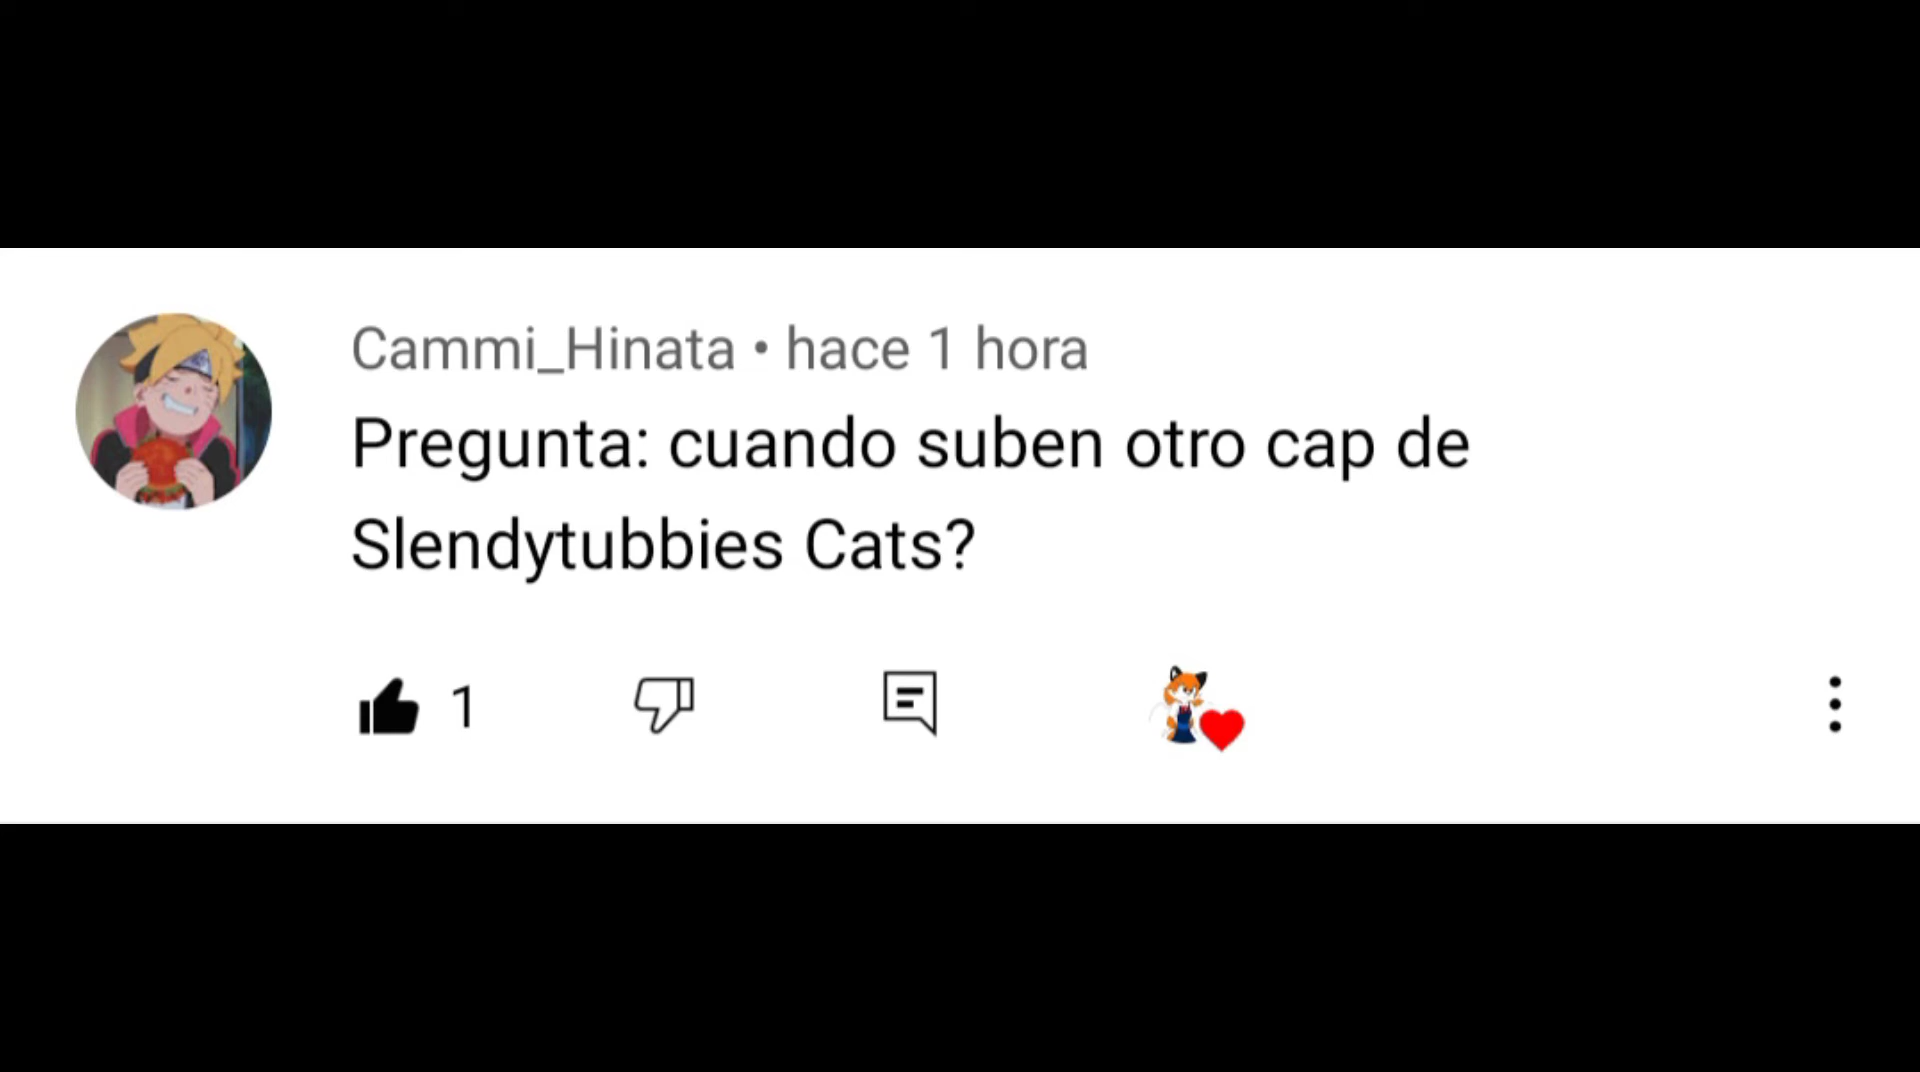 Cammi_Hinata • hace 1 hora
Pregunta: cuando suben otro cap de
Slendytubbies Cats?
1